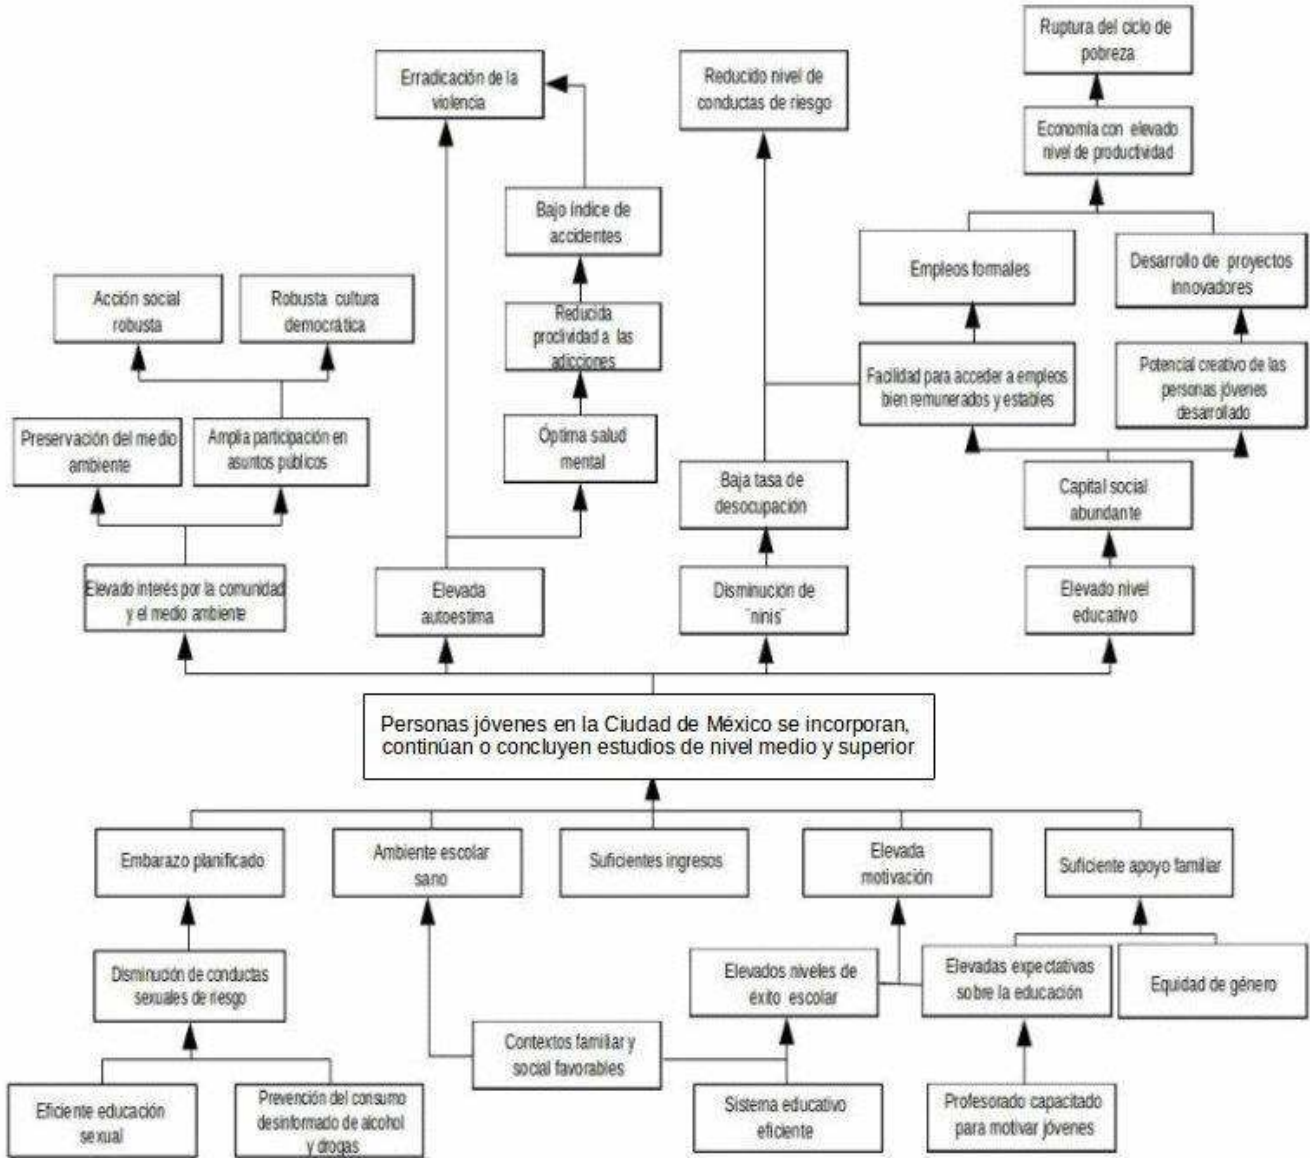 Ruptura del ciclo de
pobreza
Erradicación de la
violencia
Reducido nivel de
conductas de riesgo
Economía con elevado
nivel de productividad
Bajo índice de
accidentes
Empleos formales
Desarrollo de proyectos
innovadores
Acción social
robusta
Robusta cultura
democrática
Reducida
proclividad a las
adicciones
Facilidad para acceder a empleos
bien remunerados y estables
Potencial creativo de las
personas jóvenes
desarrollado
Preservación del medio
ambiente
Amplia participación en
asuntos públicos
Óptima salud
mental
Baja tasa de
desocupación
Capital social
abundante
Elevado interés por la comunidad
y el medio ambiente
Elevada
autoestima
Disminución de
¨ninis¨
Elevado nivel
educativo
Personas jóvenes en la Ciudad de México se incorporan,
continúan o concluyen estudios de nivel medio y superior
Embarazo planificado
Ambiente escolar
sano
Suficientes ingresos
Elevada
motivación
Suficiente apoyo familiar
Disminución de conductas
sexuales de riesgo
Elevados niveles de
éxito escolar
Elevadas expectativas
sobre la educación
Equidad de género
Contextos familiar y
social favorables
Eficiente educación
sexual
Prevención del consumo
desinformado de alcohol
y drogas
Sistema educativo
eficiente
Profesorado capacitado
para motivar jóvenes